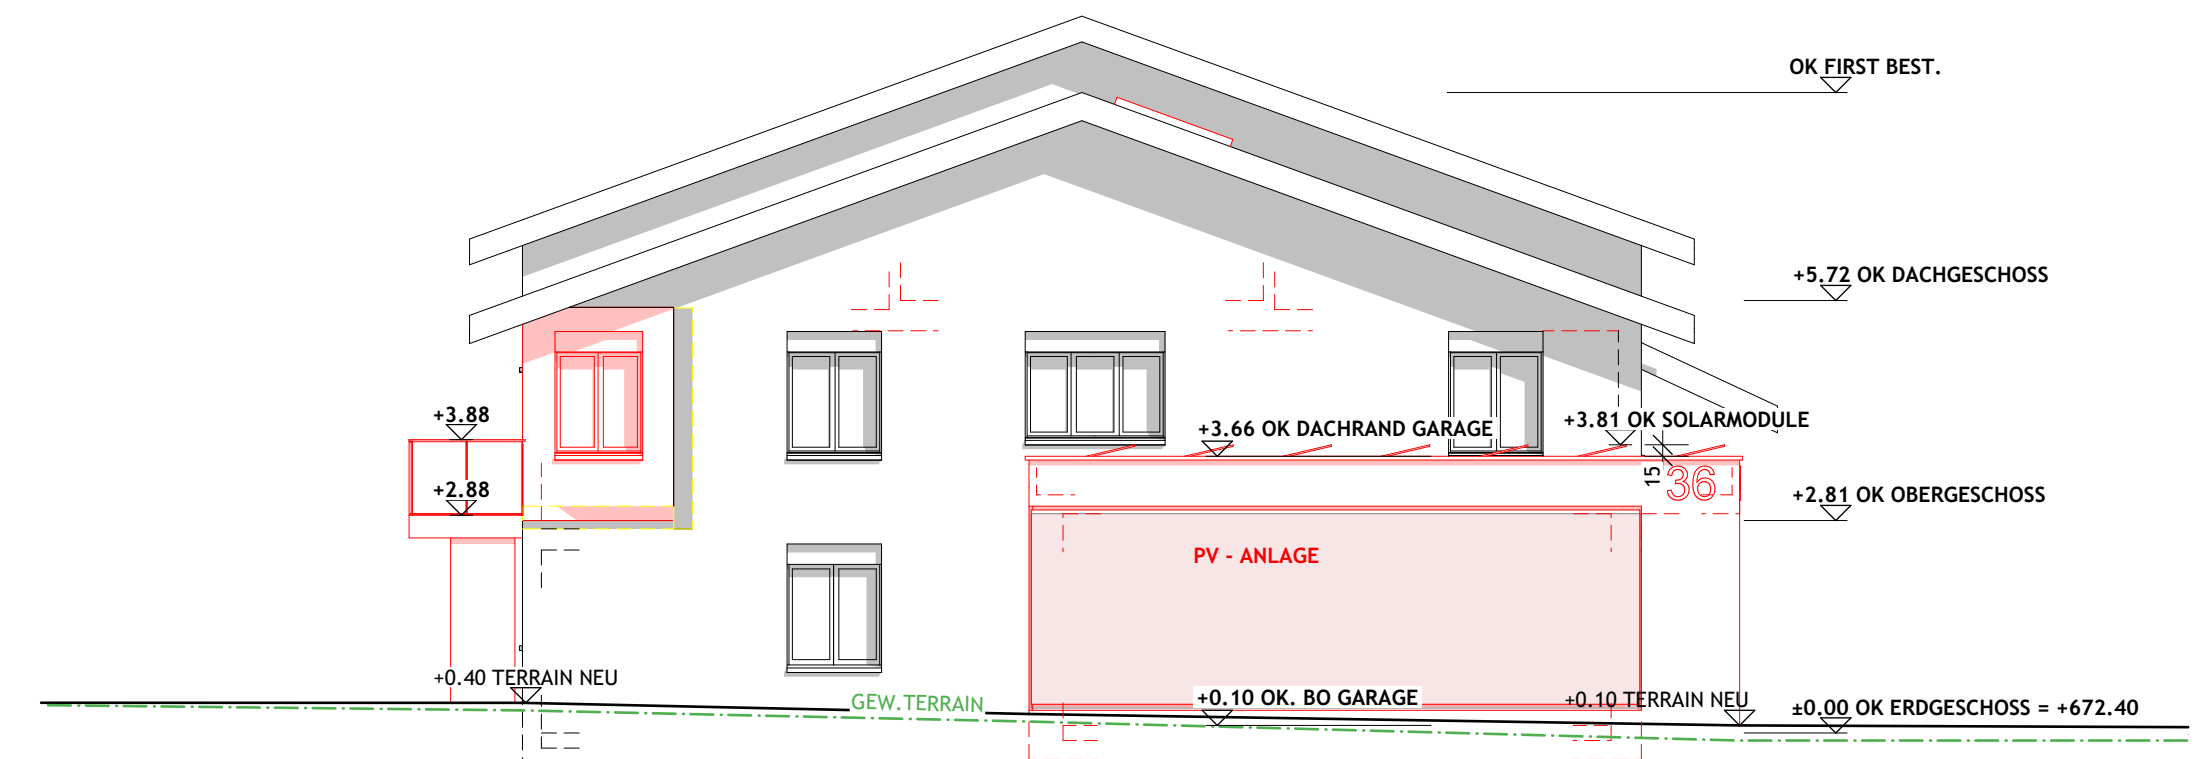 OK FIRST BEST.
+5.72 OK DACHGESCHOSS
+3.88
+3.66 OK DACHRAND GARAGE
+3.81 OK SOLARMODULE
15
36
+2.88
+2.81 OK OBERGESCHOSS
PV - ANLAGE
+0.40 TERRAIN NEU
GEW.TERRAIN
+0.10 OK. BO GARAGE
+0.10 TERRAIN NEU
±0.00 OK ERDGESCHOSS = +672.40